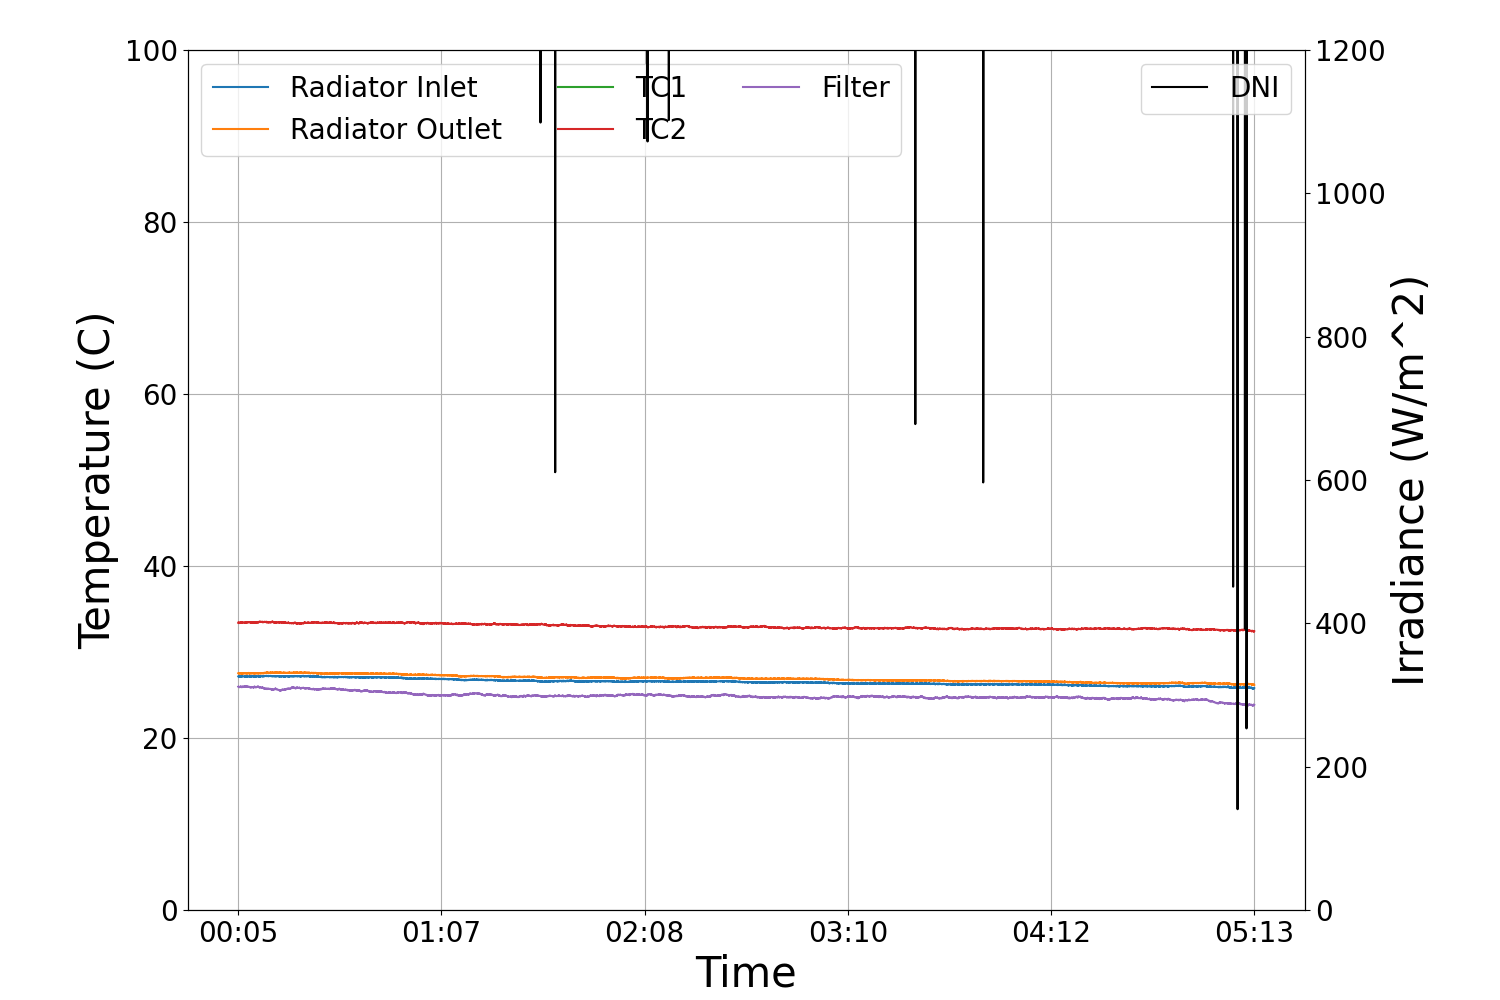 Radiator Inlet
Radiator Outlet
TC1
TC2
Filter
DNI
Temperature (C)
100
80
60
40
20
0
1200
1000
800
600
400
200
0
Irradiance (W/m^2)
00:05 01:07 02:08 03:10 04:12 05:13
Time